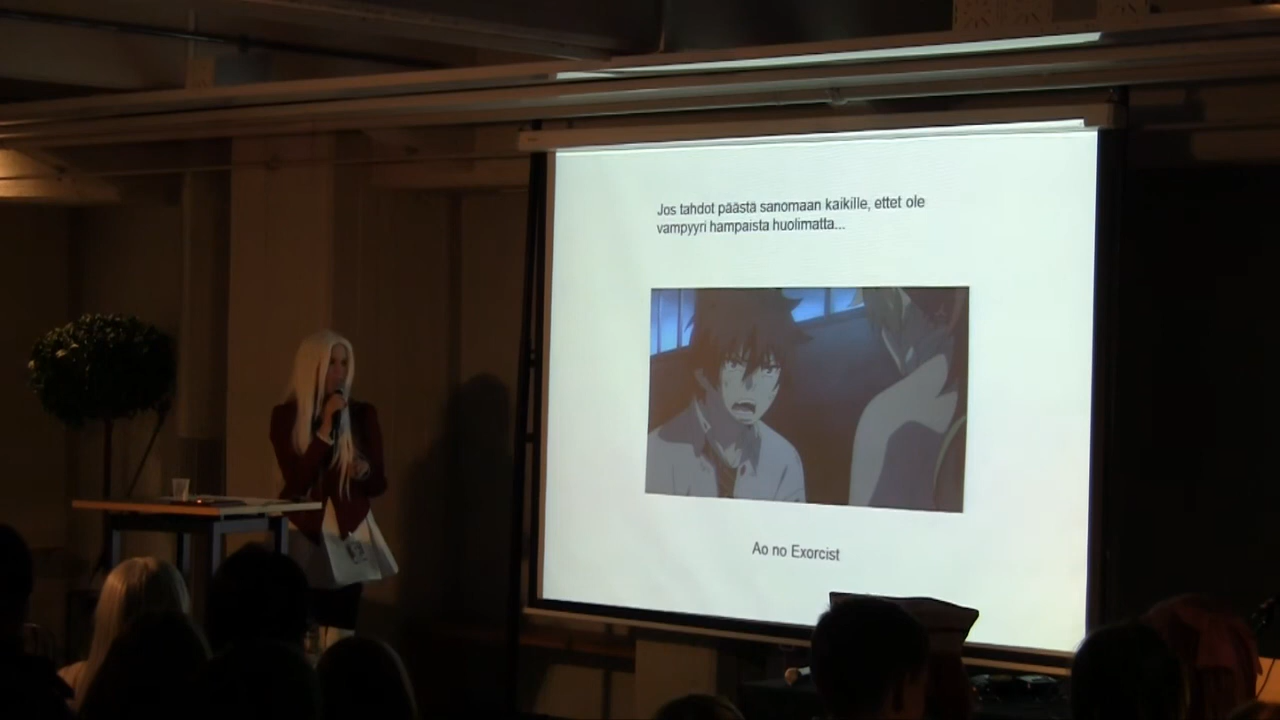 Jos tahdot päästä sanomaan kaikille, ettet ole
vampyyri hampaista huolimatta...
Ao no Exorcist